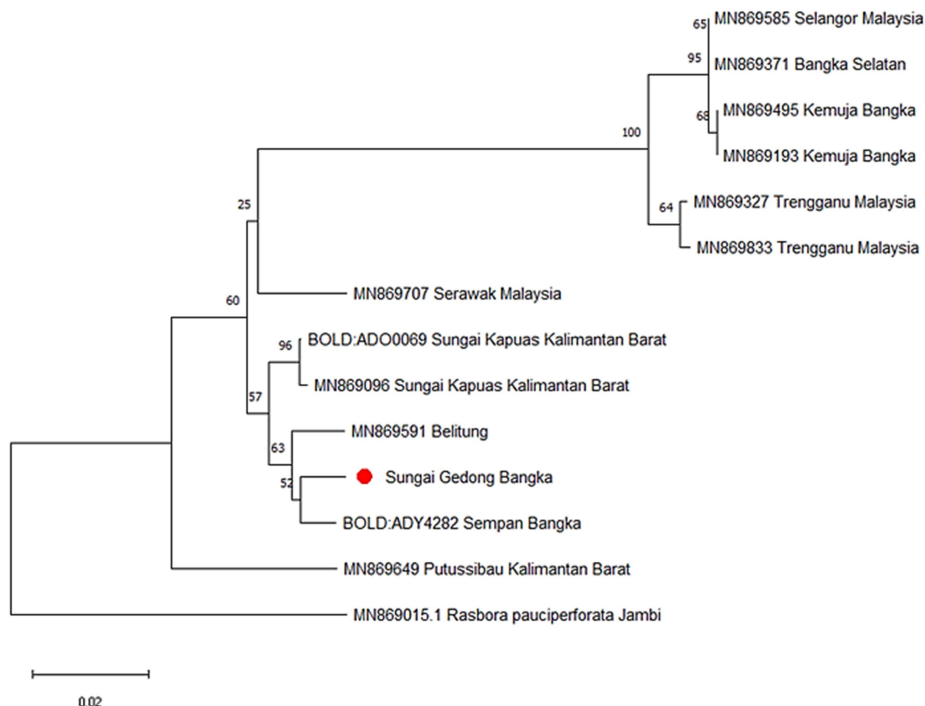 65
MN869585 Selangor Malaysia
95
MN869371 Bangka Selatan
68
MN869495 Kemuja Bangka
100
MN869193 Kemuja Bangka
64
MN869327 Trengganu Malaysia
25
MN869833 Trengganu Malaysia
60
MN869707 Serawak Malaysia
96
BOLD:ADO0069 Sungai Kapuas Kalimantan Barat
MN869096 Sungai Kapuas Kalimantan Barat
57
MN869591 Belitung
63
Sungai Gedong Bangka
52
BOLD:ADY4282 Sempan Bangka
MN869649 Putussibau Kalimantan Barat
MN869015.1 Rasbora pauciperforata Jambi
0.02